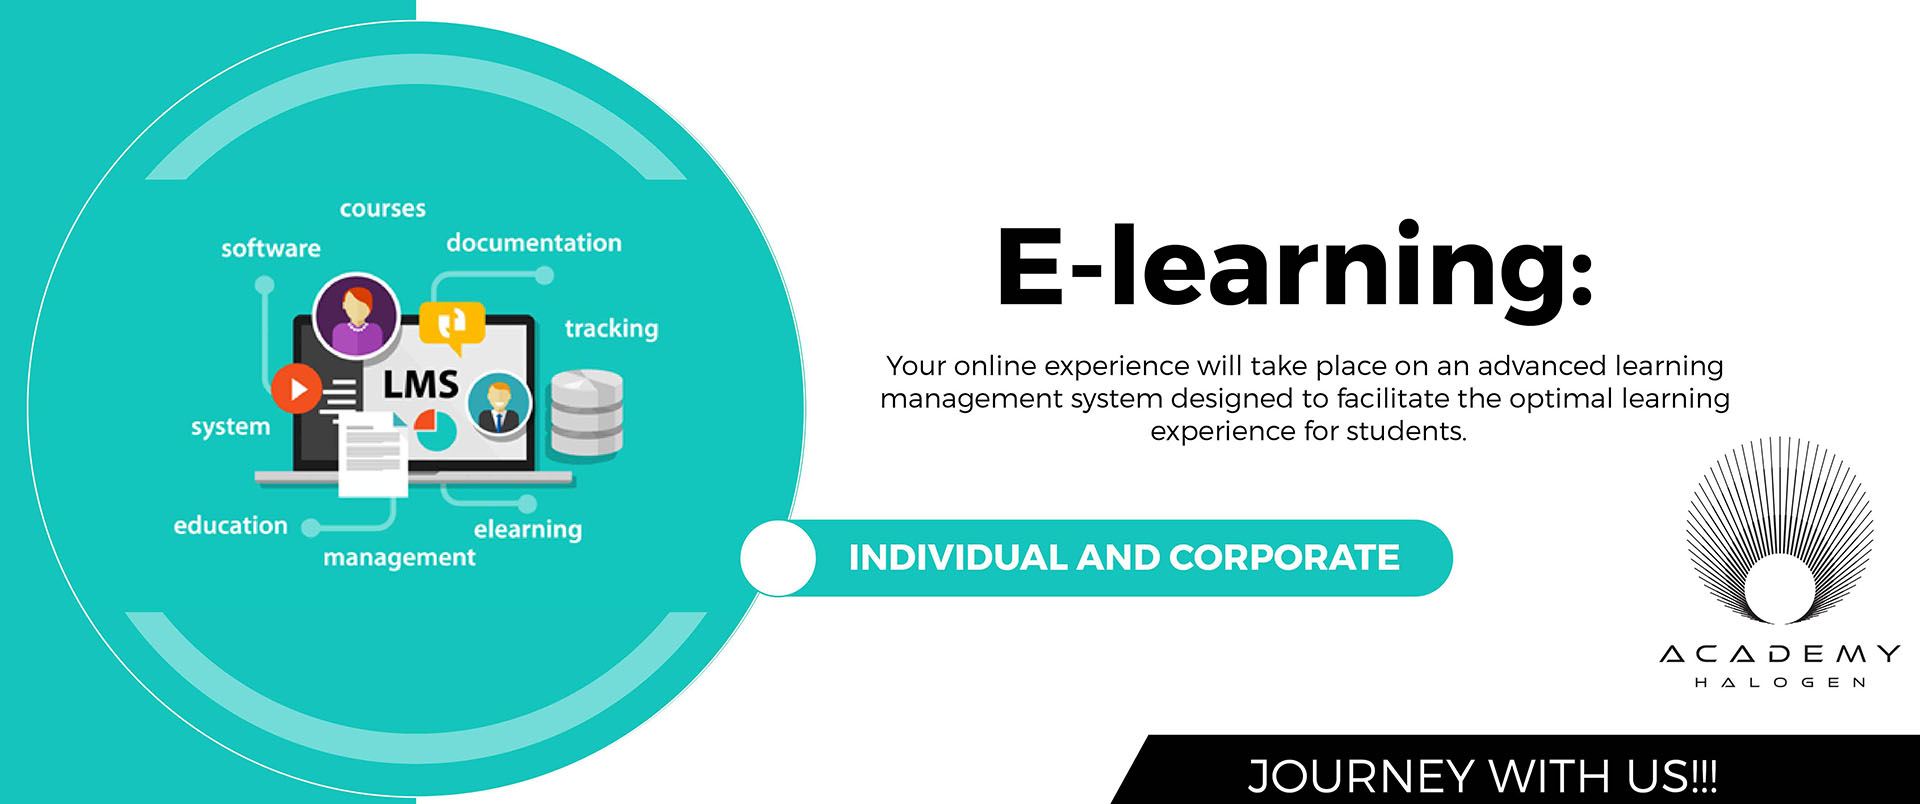 courses
software
documentation
tracking
LMS
system
education
elearning
management
E-learning:
Your online experience will take place on an advanced learning
management system designed to facilitate the optimal learning
experience for students.
INDIVIDUAL AND CORPORATE
ACADEMY
HALOGEN
JOURNEY WITH US!!!